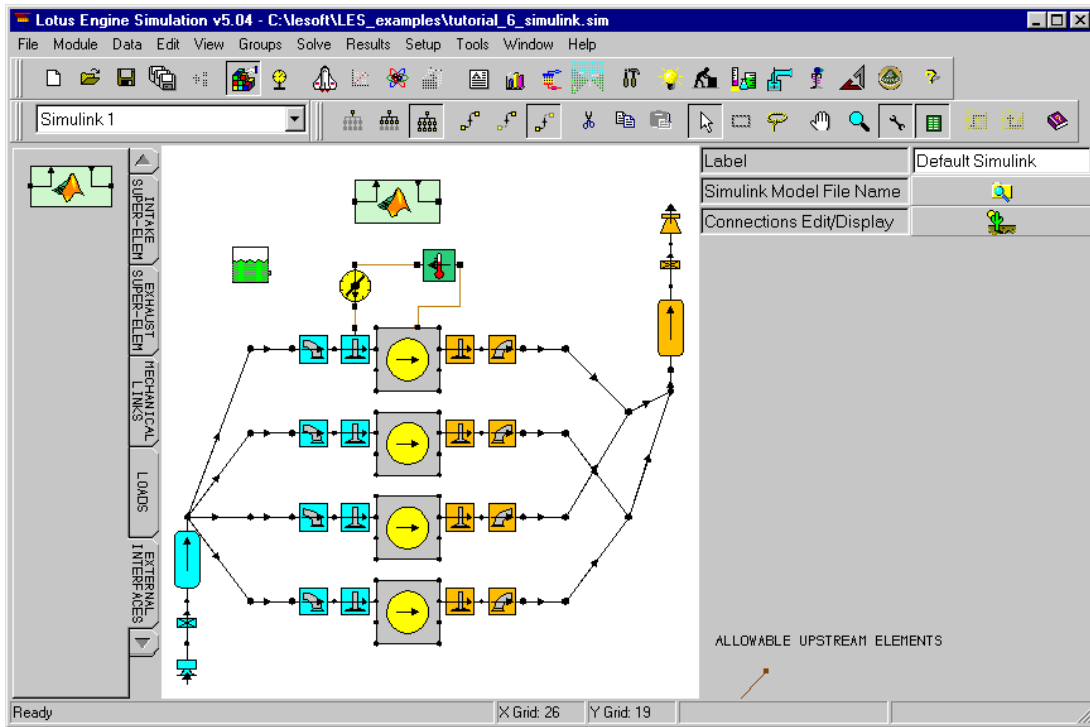 Lotus Engine Simulation v5.04 - C:\lesoft\LES_examples\tutorial_6_simulink.sim
File Module Data Edit View Groups Solve Results Setup Tools Window Help
Simulink 1
INTAKE SUPER-ELEM
EXHAUST SUPER-ELEM
MECHANICAL LINKS
LOADS
EXTERNAL INTERFACES
Label
Default Simulink
Simulink Model File Name
Connections Edit/Display
ALLOWABLE UPSTREAM ELEMENTS
Ready
X Grid: 26
Y Grid: 19